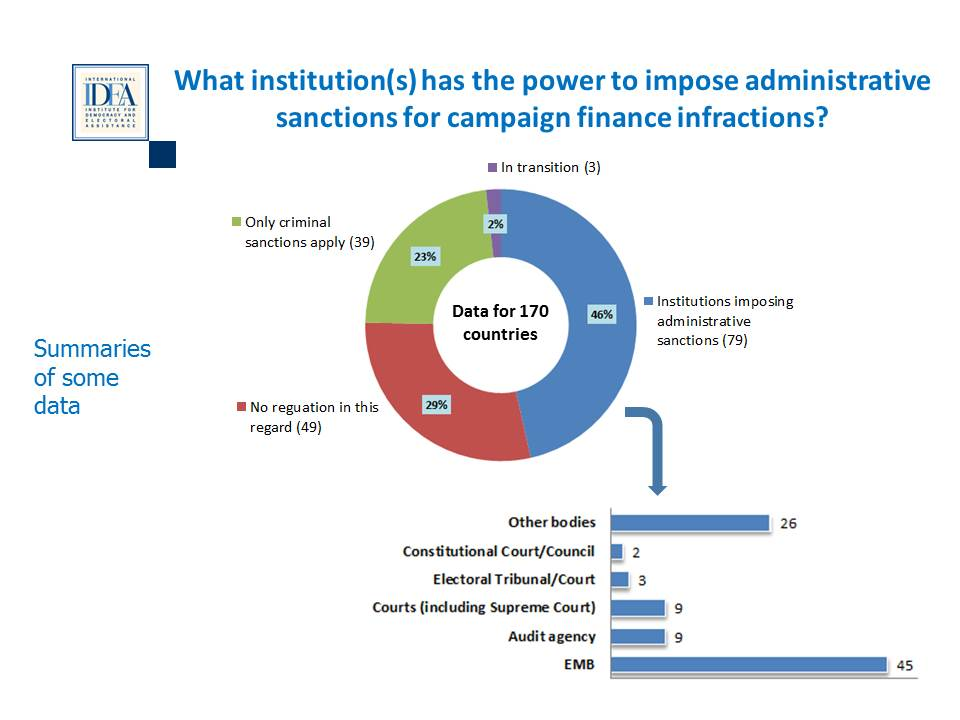 What institution(s) has the power to impose administrative
sanctions for campaign finance infractions?
INTERNATIONAL
IDEA
INSTITUTE FOR
DEMOCRACY AND
ELECTORAL
ASSISTANCE
In transition (3)
Only criminal
sanctions apply (39)
2%
23%
Data for 170
countries
46%
Institutions imposing
administrative
sanctions (79)
Summaries
of some
data
No reguation in this
regard (49)
29%
Other bodies 26
Constitutional Court/Council 2
Electoral Tribunal/Court 3
Courts (including Supreme Court) 9
Audit agency 9
EMB 45